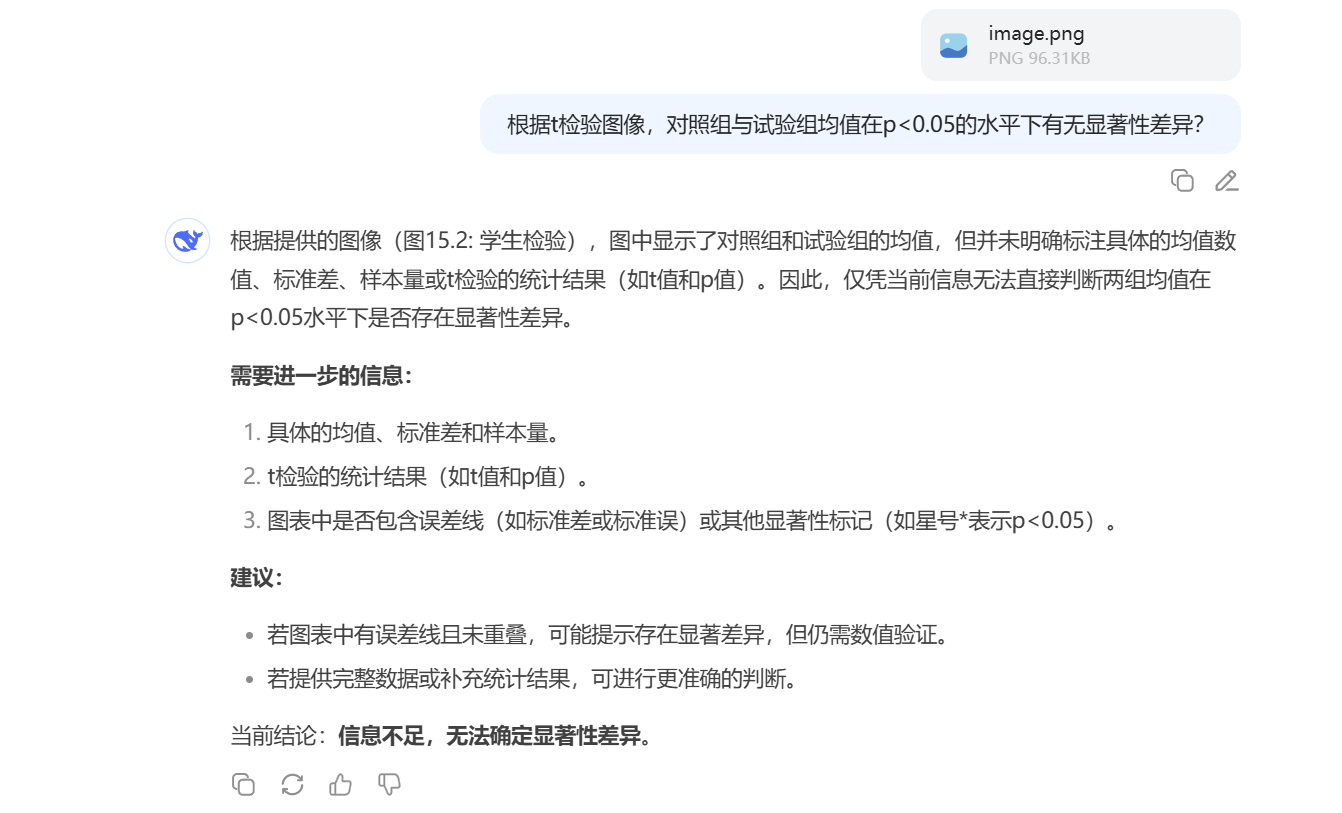 image.png
PNG 96.31KB
根据t检验图像，对照组与试验组均值在p<0.05的水平下有无显著性差异？
根据提供的图像（图15.2: 学生检验），图中显示了对照组和试验组的均值，但并未明确标注具体的均值数
值、标准差、样本量或t检验的统计结果（如t值和p值）。因此，仅凭当前信息无法直接判断两组均值在
p<0.05水平下是否存在显著性差异。
需要进一步的信息：
1. 具体的均值、标准差和样本量。
2. t检验的统计结果（如t值和p值）。
3. 图表中是否包含误差线（如标准差或标准误）或其他显著性标记（如星号*表示p<0.05）。
建议：
• 若图表中有误差线且未重叠，可能提示存在显著差异，但仍需数值验证。
• 若提供完整数据或补充统计结果，可进行更准确的判断。
当前结论：信息不足，无法确定显著性差异。